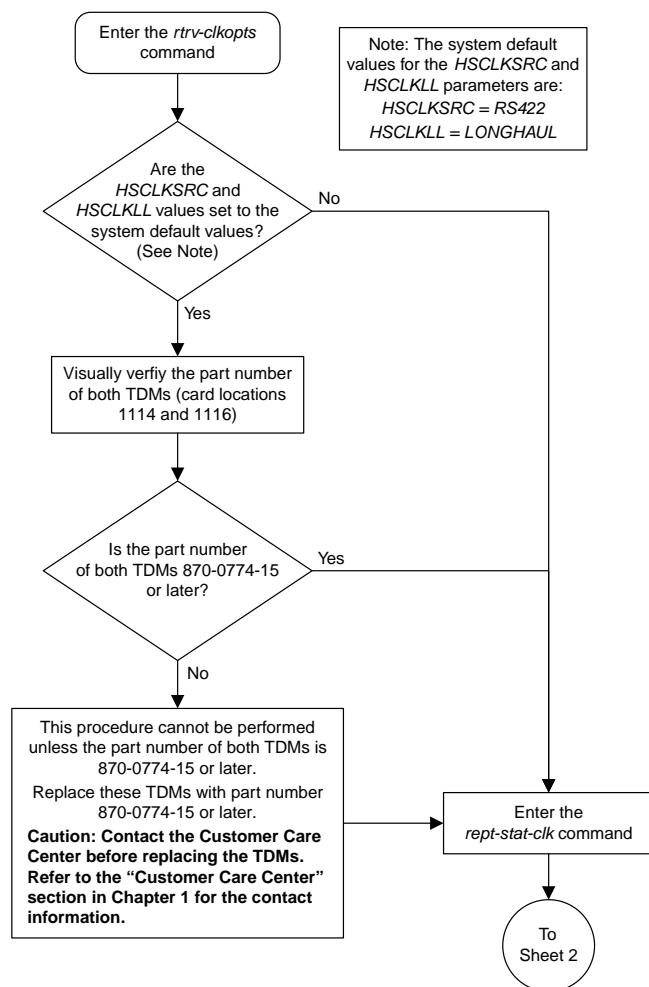 Enter the rtrv-clkopts
command
Note: The system default
values for the HSCLKSRC and
HSCLKLL parameters are:
HSCLKSRC = RS422
HSCLKLL = LONGHAUL
Are the
HSCLKSRC and
HSCLKLL values set to the
system default values?
(See Note)
No
Yes
Visually verfiy the part number
of both TDMs (card locations
1114 and 1116)
Is the part number
of both TDMs 870-0774-15
or later?
Yes
No
This procedure cannot be performed
unless the part number of both TDMs is
870-0774-15 or later.
Replace these TDMs with part number
870-0774-15 or later.
Caution: Contact the Customer Care
Center before replacing the TDMs.
Refer to the “Customer Care Center”
section in Chapter 1 for the contact
information.
Enter the
rept-stat-clk command
To
Sheet 2